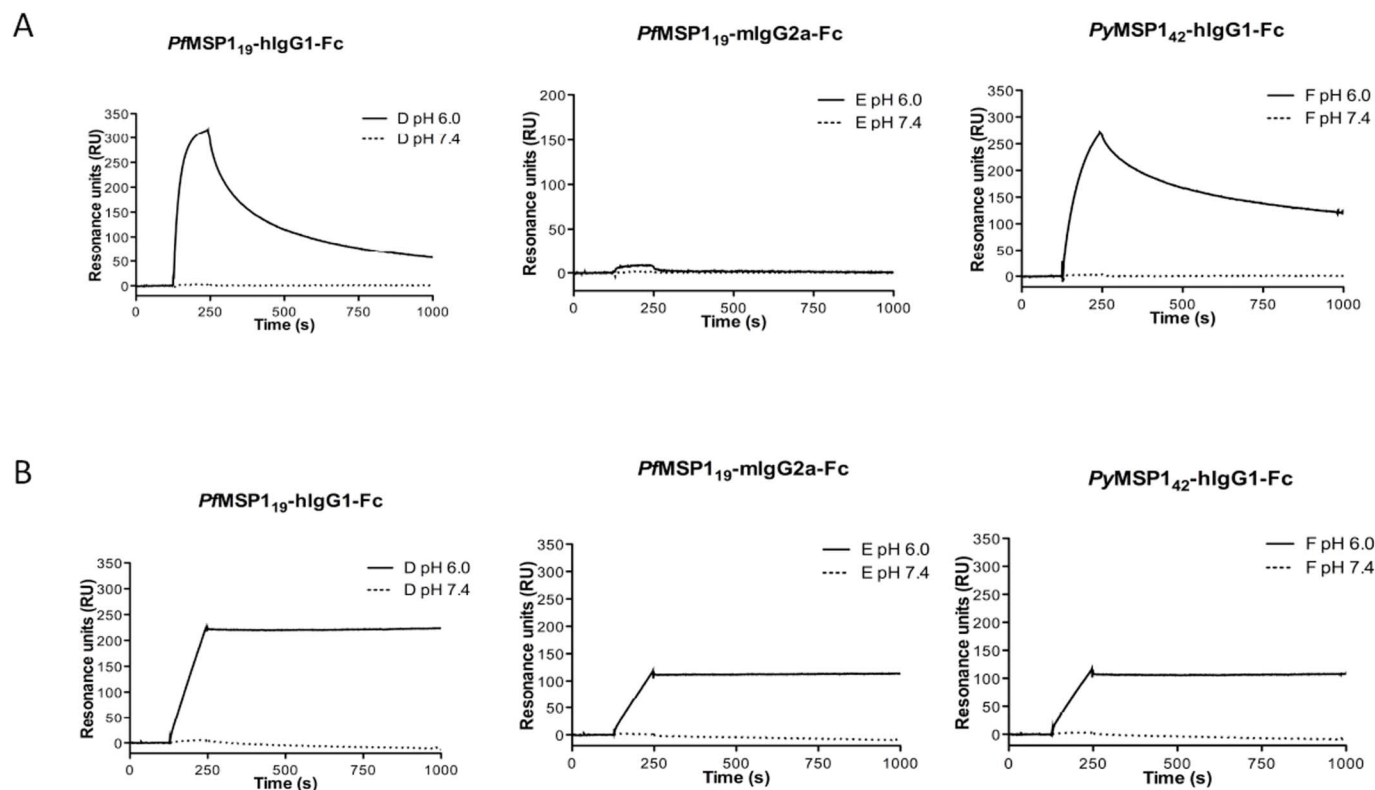 A
PfMSP1₁₉-hIgG1-Fc
350
300
250
200
150
100
50
0
Resonance units (RU)
0 250 500 750 1000
Time (s)
D pH 6.0
D pH 7.4
PfMSP1₁₉-mIgG2a-Fc
200
150
100
50
0
Resonance units (RU)
0 250 500 750 1000
Time (s)
E pH 6.0
E pH 7.4
PyMSP1₄₂-hIgG1-Fc
350
300
250
200
150
100
50
0
Resonance units (RU)
0 250 500 750 1000
Time (s)
F pH 6.0
F pH 7.4
B
PfMSP1₁₉-hIgG1-Fc
350
300
250
200
150
100
50
0
Resonance units (RU)
0 250 500 750 1000
Time (s)
D pH 6.0
D pH 7.4
PfMSP1₁₉-mIgG2a-Fc
350
300
250
200
150
100
50
0
Resonance units (RU)
0 250 500 750 1000
Time (s)
E pH 6.0
E pH 7.4
PyMSP1₄₂-hIgG1-Fc
350
300
250
200
150
100
50
0
Resonance units (RU)
0 250 500 750 1000
Time (s)
F pH 6.0
F pH 7.4